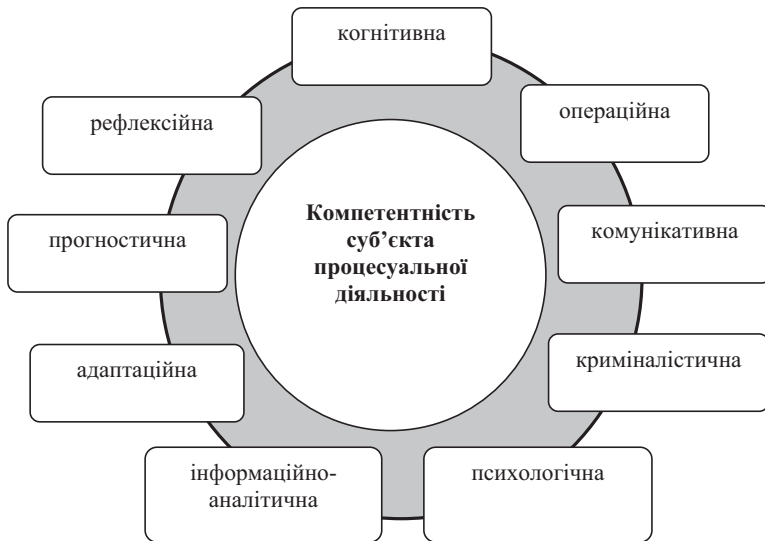 когнітивна
рефлексійна
операційна
Компетентність
суб’єкта
процесуальної
діяльності
прогностична
комунікативна
адаптаційна
криміналістична
інформаційно-
аналітична
психологічна